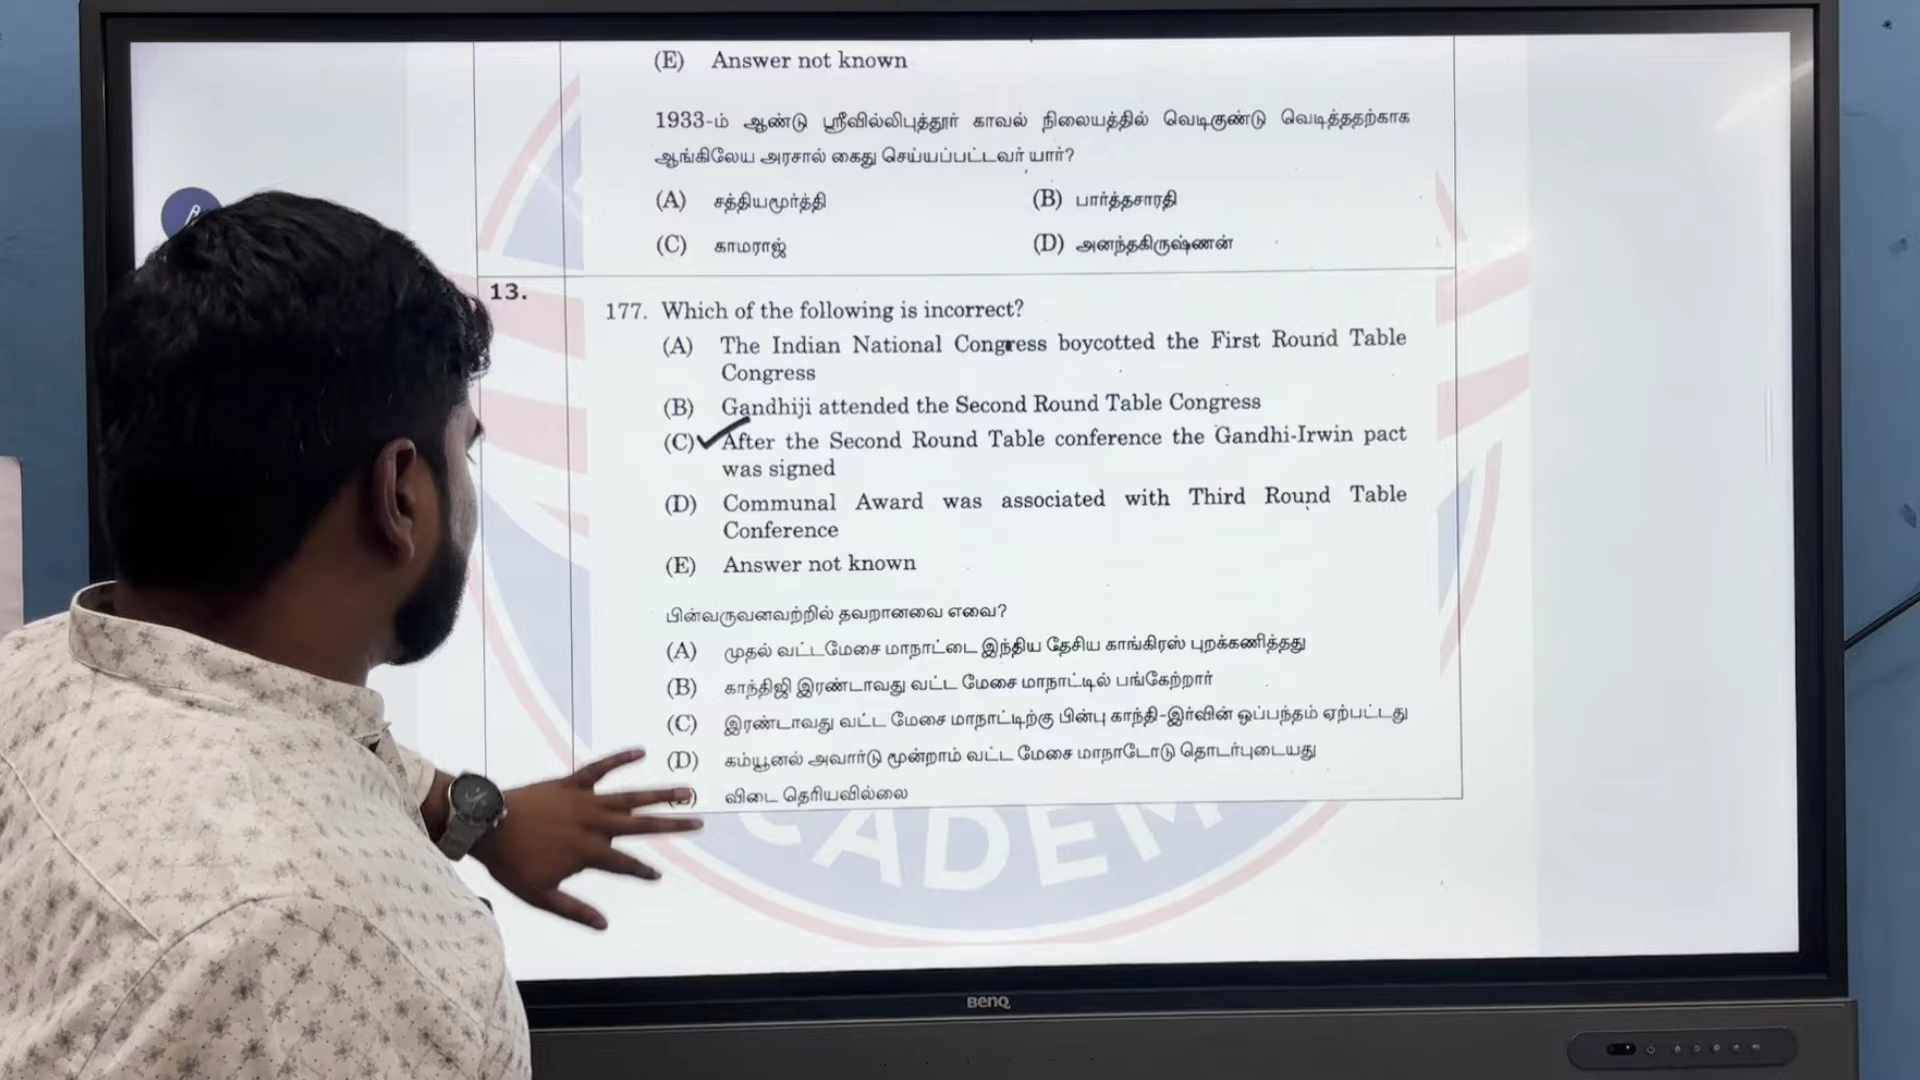 (E) Answer not known
1933-ம் ஆண்டு ஸ்ரீவில்லிபுத்தூர் காவல் நிலையத்தில் வெடிகுண்டு வெடித்ததற்காக
ஆங்கிலேய அரசால் கைது செய்யப்பட்டவர் யார்?
(A) சத்தியமூர்த்தி (B) பார்த்தசாரதி
(C) காமராஜ் (D) அனந்தகிருஷ்ணன்
13.
177. Which of the following is incorrect?
(A) The Indian National Congress boycotted the First Round Table
Congress
(B) Gandhiji attended the Second Round Table Congress
(C) After the Second Round Table conference the Gandhi-Irwin pact
was signed
(D) Communal Award was associated with Third Round Table
Conference
(E) Answer not known
பின்வருவனவற்றில் தவறானவை எவை?
(A) முதல் வட்டமேசை மாநாட்டை இந்திய தேசிய காங்கிரஸ் புறக்கணித்தது
(B) காந்திஜி இரண்டாவது வட்ட மேசை மாநாட்டில் பங்கேற்றார்
(C) இரண்டாவது வட்ட மேசை மாநாட்டிற்கு பின்பு காந்தி-இர்வின் ஒப்பந்தம் ஏற்பட்டது
(D) கம்யூனல் அவார்டு மூன்றாம் வட்ட மேசை மாநாடோடு தொடர்புடையது
விடை தெரியவில்லை
CADEM
BenQ